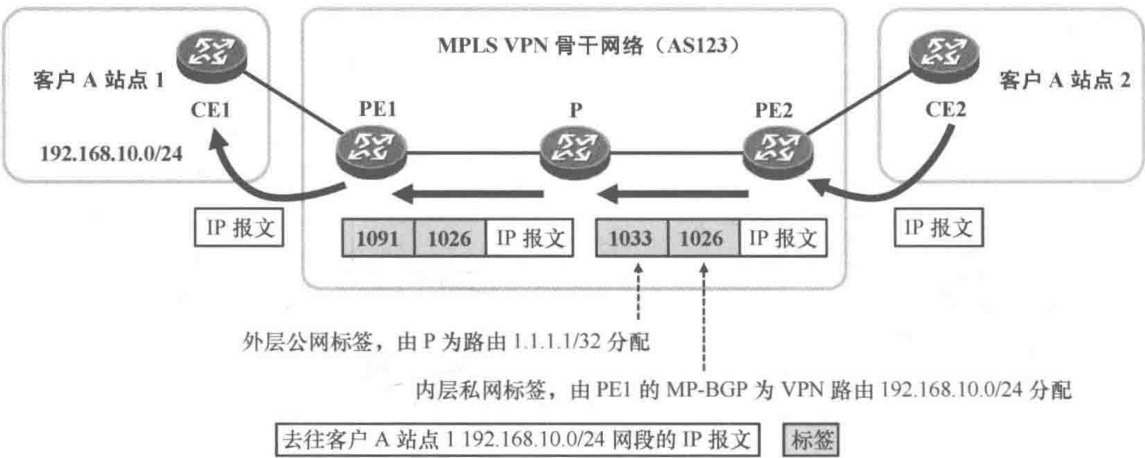 MPLS VPN 骨干网络（AS123）
客户 A 站点 1
客户 A 站点 2
CE1
PE1
P
PE2
CE2
192.168.10.0/24
IP 报文
1091 1026 IP 报文
1033 1026 IP 报文
IP 报文
外层公网标签，由 P 为路由 1.1.1.1/32 分配
内层私网标签，由 PE1 的 MP-BGP 为 VPN 路由 192.168.10.0/24 分配
去往客户 A 站点 1 192.168.10.0/24 网段的 IP 报文
标签